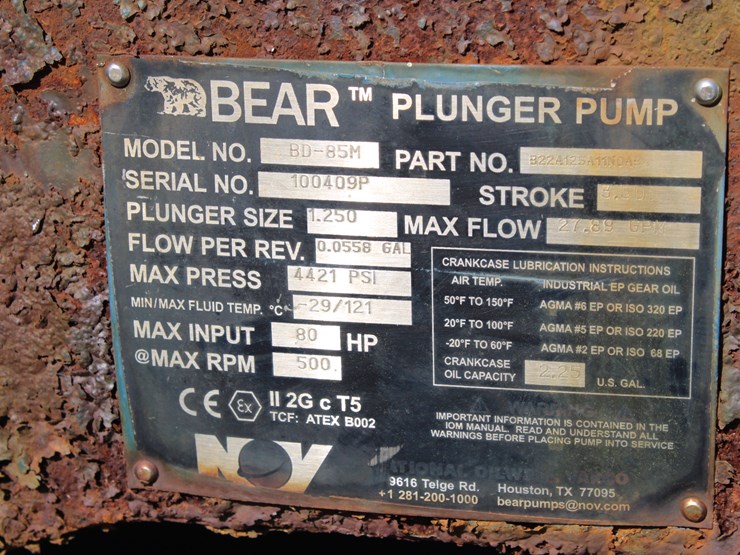 BEAR™ PLUNGER PUMP
MODEL NO. BD-85M PART NO.
SERIAL NO. 100409P STROKE
PLUNGER SIZE 1.250 MAX FLOW 27.89 GPM
FLOW PER REV. 0.0558 GAL
MAX PRESS 4421 PSI
MIN/MAX FLUID TEMP. °C -29/121
MAX INPUT 80 HP
@MAX RPM 500
CRANKCASE LUBRICATION INSTRUCTIONS
AIR TEMP. INDUSTRIAL EP GEAR OIL
50°F TO 150°F AGMA #6 EP OR ISO 320 EP
20°F TO 100°F AGMA #5 EP OR ISO 220 EP
-20°F TO 60°F AGMA #2 EP OR ISO 68 EP
CRANKCASE
OIL CAPACITY 2.25 U.S. GAL.
CE Ex II 2G c T5
TCF: ATEX B002
IMPORTANT INFORMATION IS CONTAINED IN THE
IOM MANUAL. READ AND UNDERSTAND ALL
WARNINGS BEFORE PLACING PUMP INTO SERVICE
NOV
9616 Telge Rd. Houston, TX 77095
+1 281-200-1000 bearpumps@nov.com